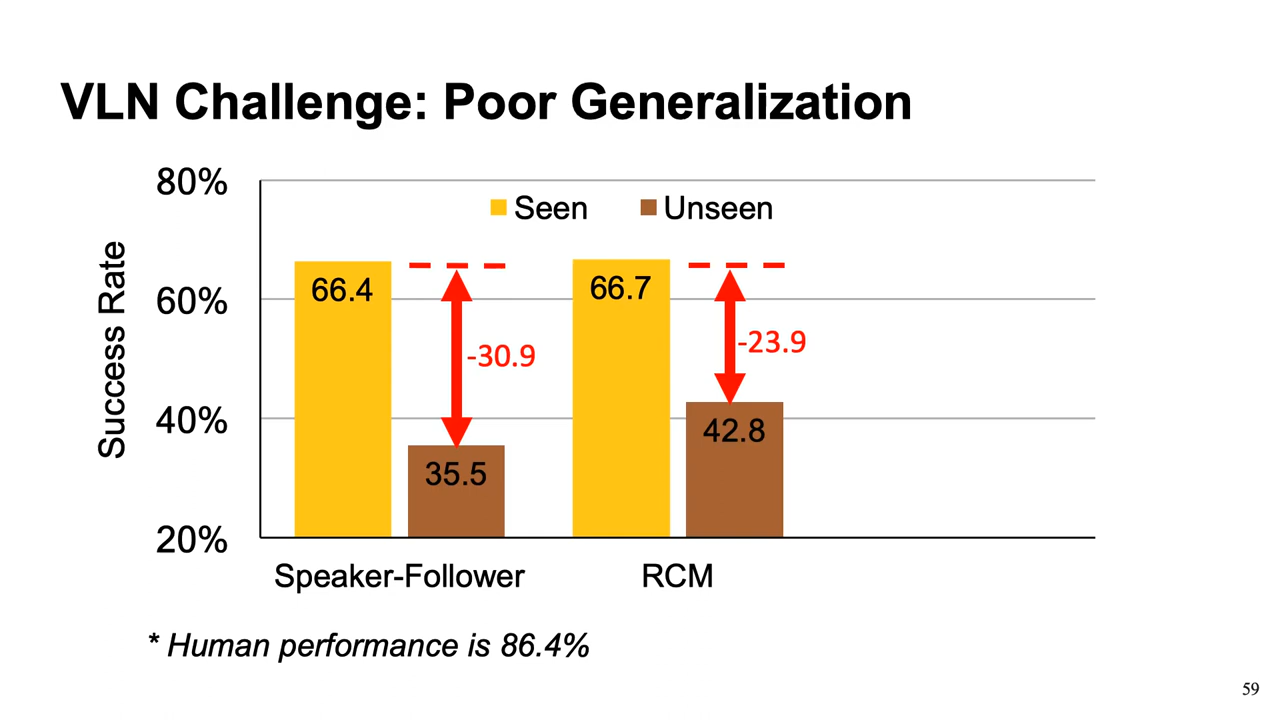 VLN Challenge: Poor Generalization
80%
Seen
Unseen
66.4
66.7
60%
-30.9
-23.9
Success Rate
40%
42.8
35.5
20%
Speaker-Follower
RCM
* Human performance is 86.4%
59